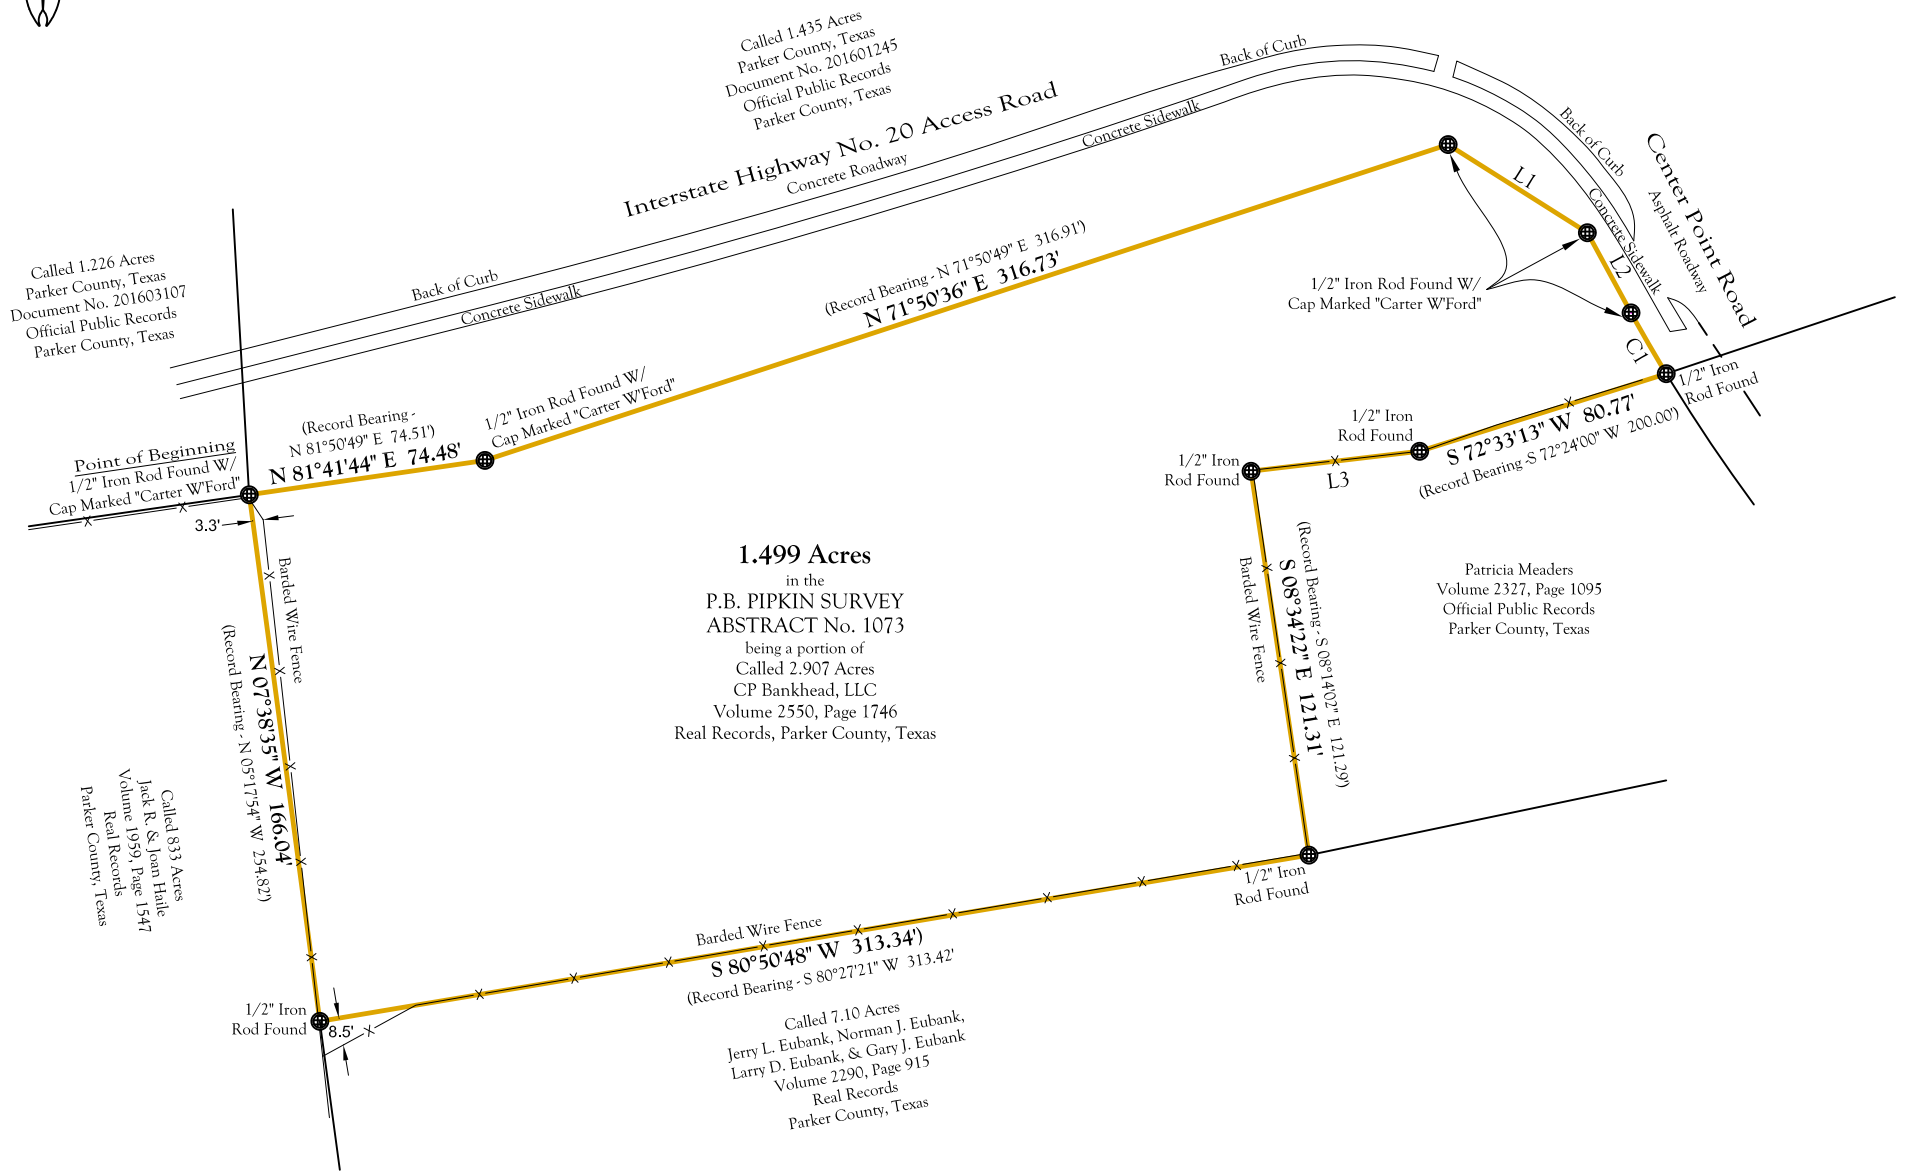 Called 1.435 Acres
Parker County, Texas
Document No. 201601245
Official Public Records
Parker County, Texas
Interstate Highway No. 20 Access Road
Concrete Roadway
Back of Curb
Concrete Sidewalk
Back of Curb
Concrete Sidewalk
Back of Curb
Concrete Sidewalk
Center Point Road
Asphalt Roadway
L1
L2
C1
Called 1.226 Acres
Parker County, Texas
Document No. 201603107
Official Public Records
Parker County, Texas
(Record Bearing - N 71°50'49" E 316.91')
N 71°50'36" E 316.73'
1/2" Iron Rod Found W/
Cap Marked "Carter W'Ford"
1/2" Iron Rod Found W/
Cap Marked "Carter W'Ford"
(Record Bearing -
N 81°50'49" E 74.51')
N 81°41'44" E 74.48'
Point of Beginning
1/2" Iron Rod Found W/
Cap Marked "Carter W'Ford"
3.3'
1/2" Iron
Rod Found
1/2" Iron
Rod Found
S 72°33'13" W 80.77'
(Record Bearing -S 72°24'00" W 200.00')
1/2" Iron
Rod Found
L3
Barded Wire Fence
N 07°38'35" W 166.04'
(Record Bearing - N 05°17'54" W 254.82')
1.499 Acres
in the
P.B. PIPKIN SURVEY
ABSTRACT No. 1073
being a portion of
Called 2.907 Acres
CP Bankhead, LLC
Volume 2550, Page 1746
Real Records, Parker County, Texas
Barded Wire Fence
S 08°34'22" E 121.31'
(Record Bearing - S 08°14'02" E 121.29')
Patricia Meaders
Volume 2327, Page 1095
Official Public Records
Parker County, Texas
Called 833 Acres
Jack R. & Joan Haile
Volume 1959, Page 1547
Real Records
Parker County, Texas
1/2" Iron
Rod Found
Barded Wire Fence
S 80°50'48" W 313.34')
(Record Bearing - S 80°27'21" W 313.42'
1/2" Iron
Rod Found
8.5'
Called 7.10 Acres
Jerry L. Eubank, Norman J. Eubank,
Larry D. Eubank, & Gary J. Eubank
Volume 2290, Page 915
Real Records
Parker County, Texas